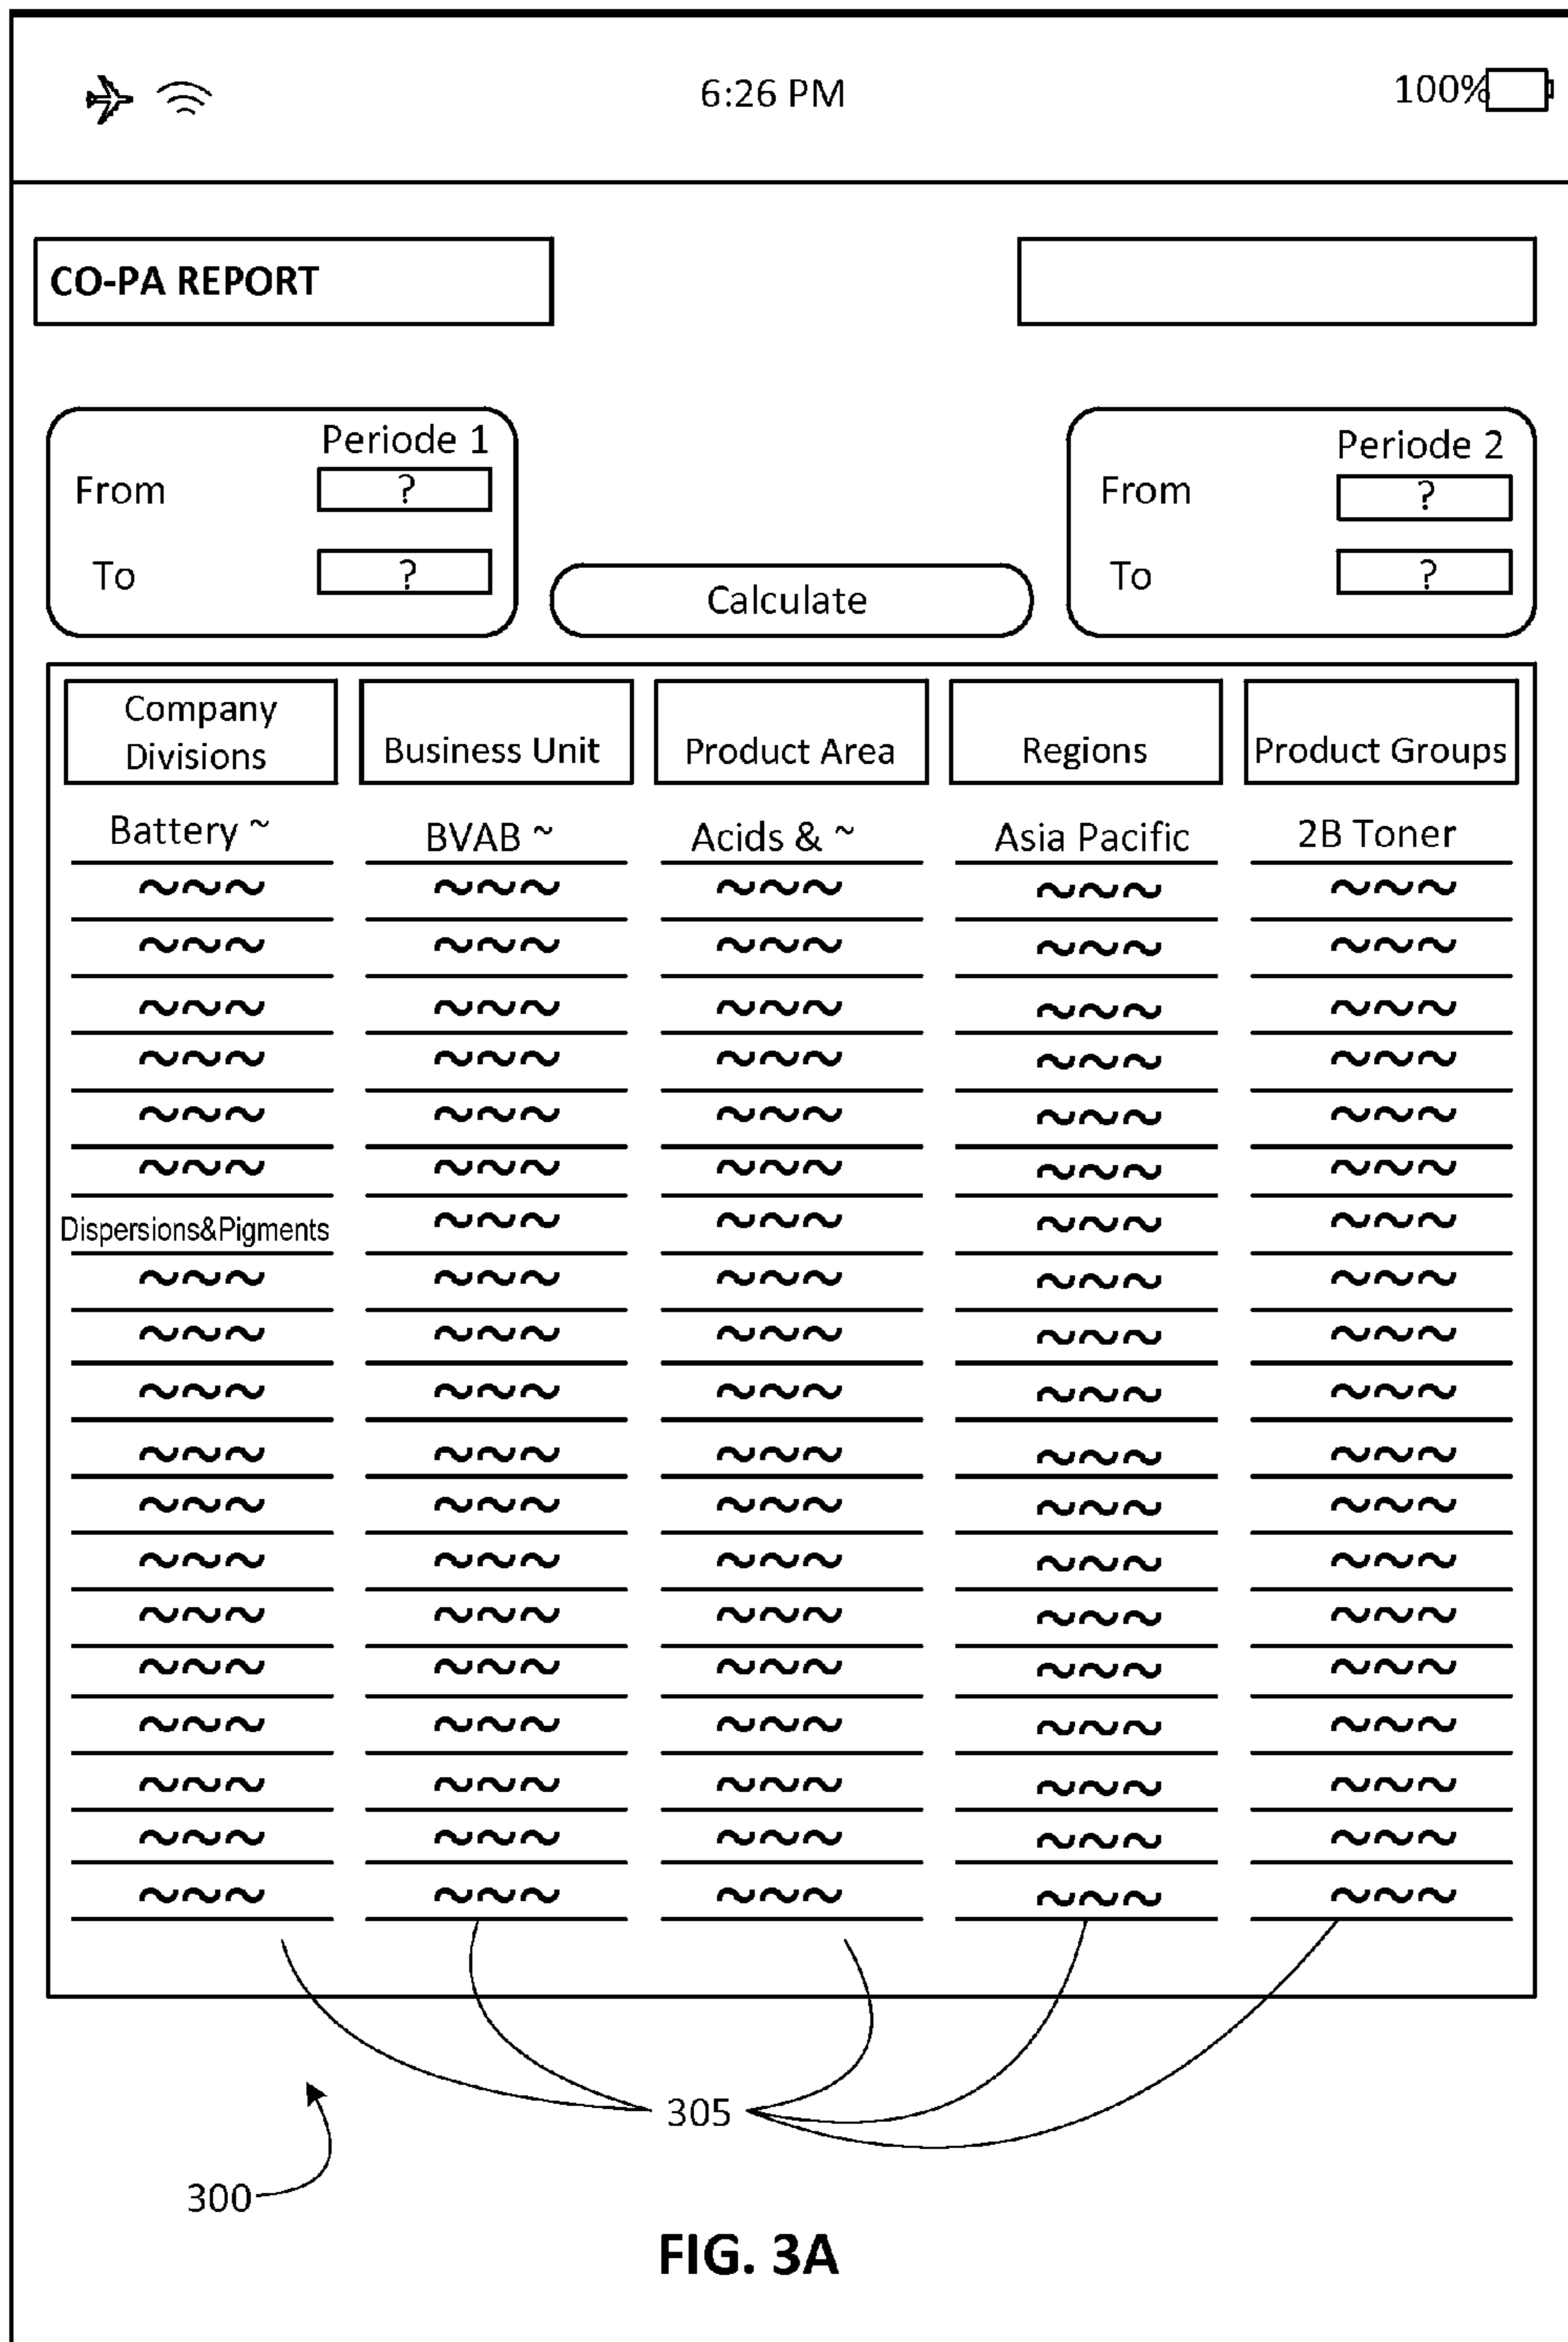 6:26 PM 100%
CO-PA REPORT
Periode 1
From ?
To ?
Calculate
Periode 2
From ?
To ?
Company Divisions
Business Unit
Product Area
Regions
Product Groups
Battery ~ BVAB ~ Acids & ~ Asia Pacific 2B Toner
~~~ ~~~ ~~~ ~~~ ~~~
~~~ ~~~ ~~~ ~~~ ~~~
~~~ ~~~ ~~~ ~~~ ~~~
~~~ ~~~ ~~~ ~~~ ~~~
~~~ ~~~ ~~~ ~~~ ~~~
~~~ ~~~ ~~~ ~~~ ~~~
Dispersions&Pigments ~~~ ~~~ ~~~ ~~~
~~~ ~~~ ~~~ ~~~ ~~~
~~~ ~~~ ~~~ ~~~ ~~~
~~~ ~~~ ~~~ ~~~ ~~~
~~~ ~~~ ~~~ ~~~ ~~~
~~~ ~~~ ~~~ ~~~ ~~~
~~~ ~~~ ~~~ ~~~ ~~~
~~~ ~~~ ~~~ ~~~ ~~~
~~~ ~~~ ~~~ ~~~ ~~~
~~~ ~~~ ~~~ ~~~ ~~~
~~~ ~~~ ~~~ ~~~ ~~~
~~~ ~~~ ~~~ ~~~ ~~~
~~~ ~~~ ~~~ ~~~ ~~~
305
300
FIG. 3A